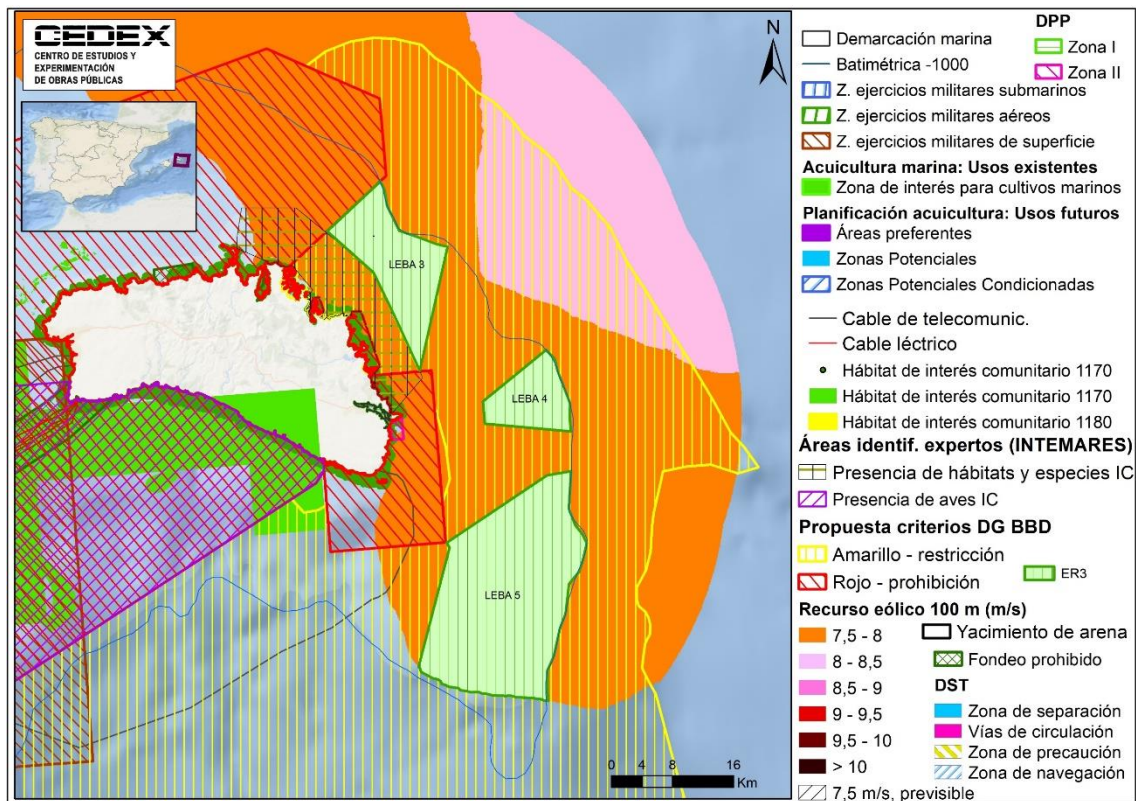 CEDEX
CENTRO DE ESTUDIOS Y
EXPERIMENTACIÓN
DE OBRAS PÚBLICAS
N
LEBA 3
LEBA 4
LEBA 5
0 4 8 16
Km
Demarcación marina
Batimétrica -1000
Z. ejercicios militares submarinos
Z. ejercicios militares aéreos
Z. ejercicios militares de superficie
DPP
Zona I
Zona II
Acuicultura marina: Usos existentes
Zona de interés para cultivos marinos
Planificación acuicultura: Usos futuros
Áreas preferentes
Zonas Potenciales
Zonas Potenciales Condicionadas
Cable de telecomunic.
Cable léctrico
Hábitat de interés comunitario 1170
Hábitat de interés comunitario 1170
Hábitat de interés comunitario 1180
Áreas identif. expertos (INTEMARES)
Presencia de hábitats y especies IC
Presencia de aves IC
Propuesta criterios DG BBD
Amarillo - restricción
Rojo - prohibición
ER3
Recurso eólico 100 m (m/s)
7,5 - 8
8 - 8,5
8,5 - 9
9 - 9,5
9,5 - 10
> 10
7,5 m/s, previsible
Yacimiento de arena
Fondeo prohibido
DST
Zona de separación
Vías de circulación
Zona de precaución
Zona de navegación